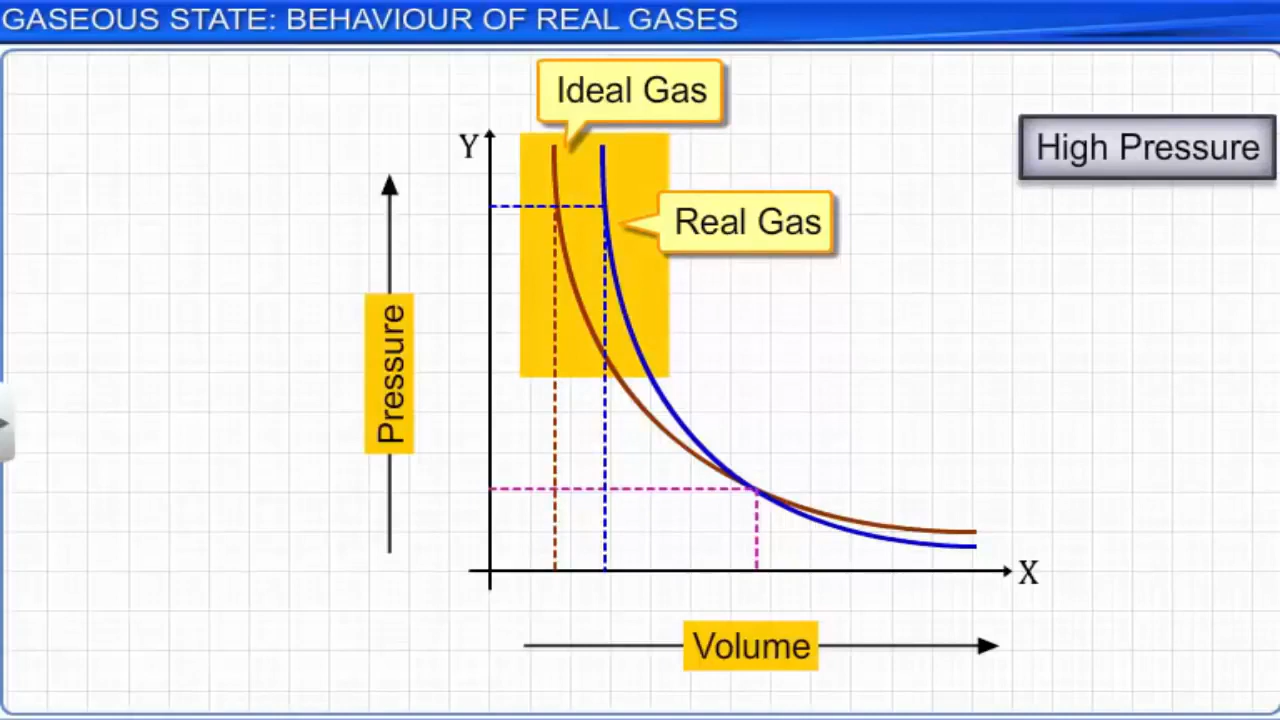 GASEOUS STATE: BEHAVIOUR OF REAL GASES
Ideal Gas
Y
High Pressure
Real Gas
Pressure
X
Volume